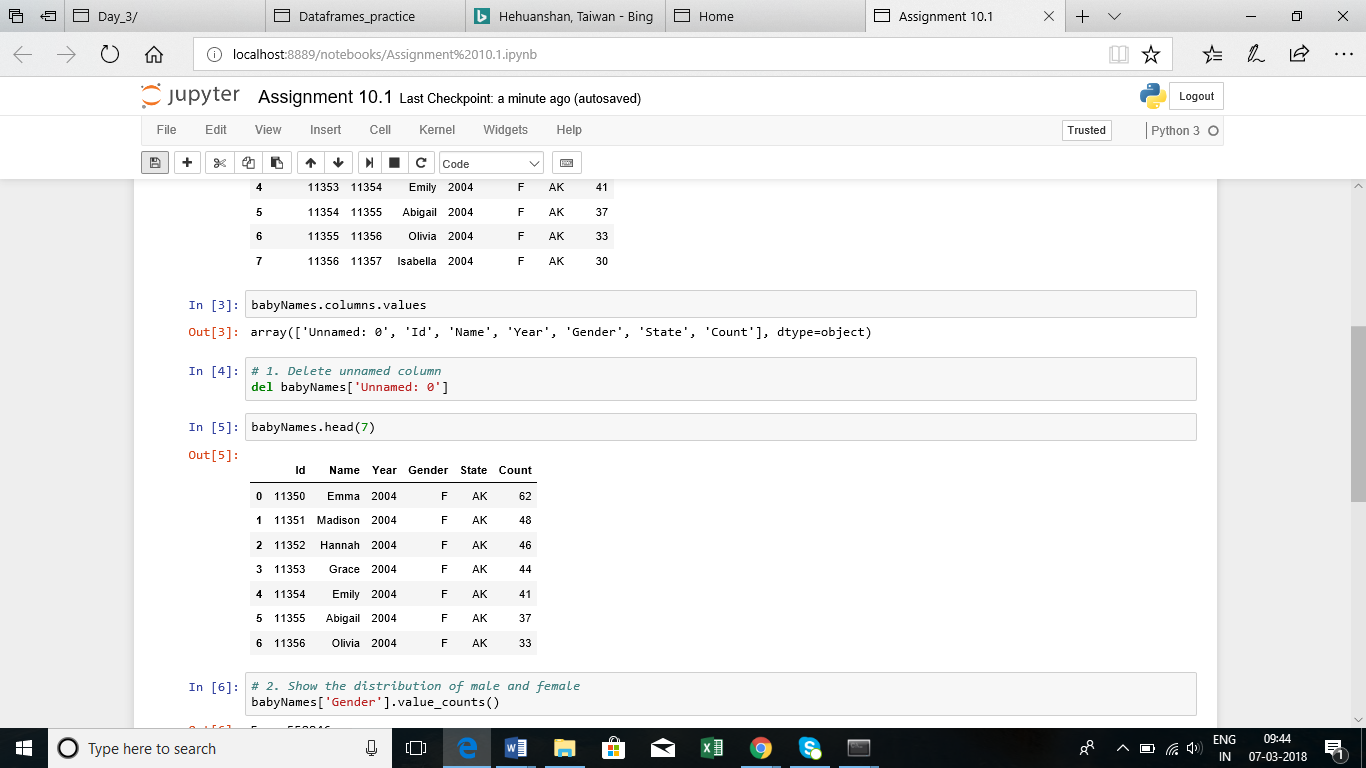 Day_3/ Dataframes_practice Hehuanshan, Taiwan - Bing Home Assignment 10.1
localhost:8889/notebooks/Assignment%2010.1.ipynb
jupyter Assignment 10.1 Last Checkpoint: a minute ago (autosaved) Logout
File Edit View Insert Cell Kernel Widgets Help Trusted Python 3
Code
4 11353 11354 Emily 2004 F AK 41
5 11354 11355 Abigail 2004 F AK 37
6 11355 11356 Olivia 2004 F AK 33
7 11356 11357 Isabella 2004 F AK 30
In [3]: babyNames.columns.values
Out[3]: array(['Unnamed: 0', 'Id', 'Name', 'Year', 'Gender', 'State', 'Count'], dtype=object)
In [4]: # 1. Delete unnamed column
del babyNames['Unnamed: 0']
In [5]: babyNames.head(7)
Out[5]:
Id Name Year Gender State Count
0 11350 Emma 2004 F AK 62
1 11351 Madison 2004 F AK 48
2 11352 Hannah 2004 F AK 46
3 11353 Grace 2004 F AK 44
4 11354 Emily 2004 F AK 41
5 11355 Abigail 2004 F AK 37
6 11356 Olivia 2004 F AK 33
In [6]: # 2. Show the distribution of male and female
babyNames['Gender'].value_counts()
Type here to search
ENG 09:44
IN 07-03-2018 1